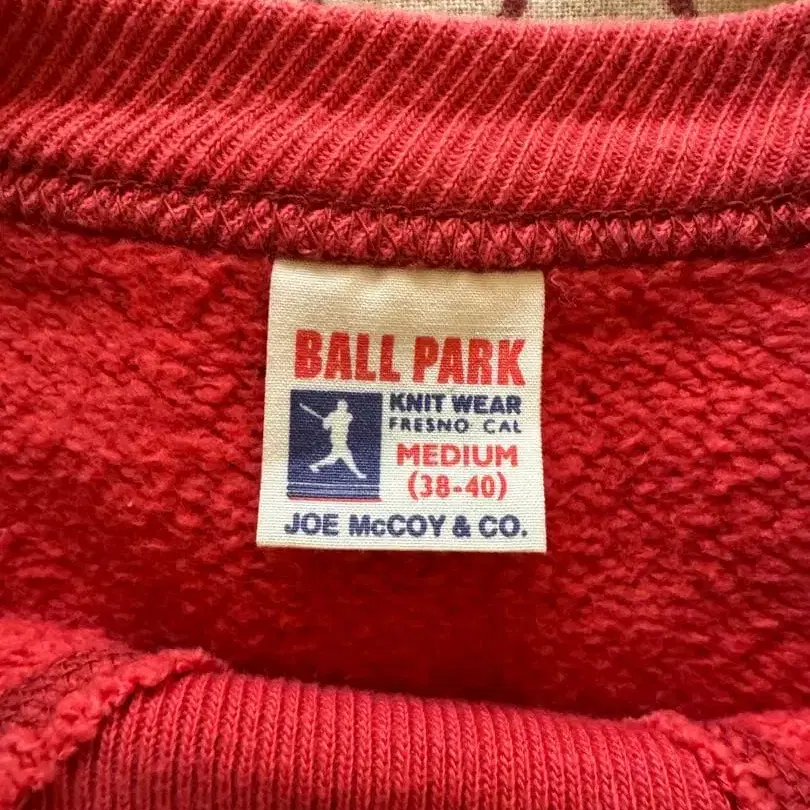 BALL PARK
KNIT WEAR
FRESNO CAL
MEDIUM
(38-40)
JOE McCOY & CO.